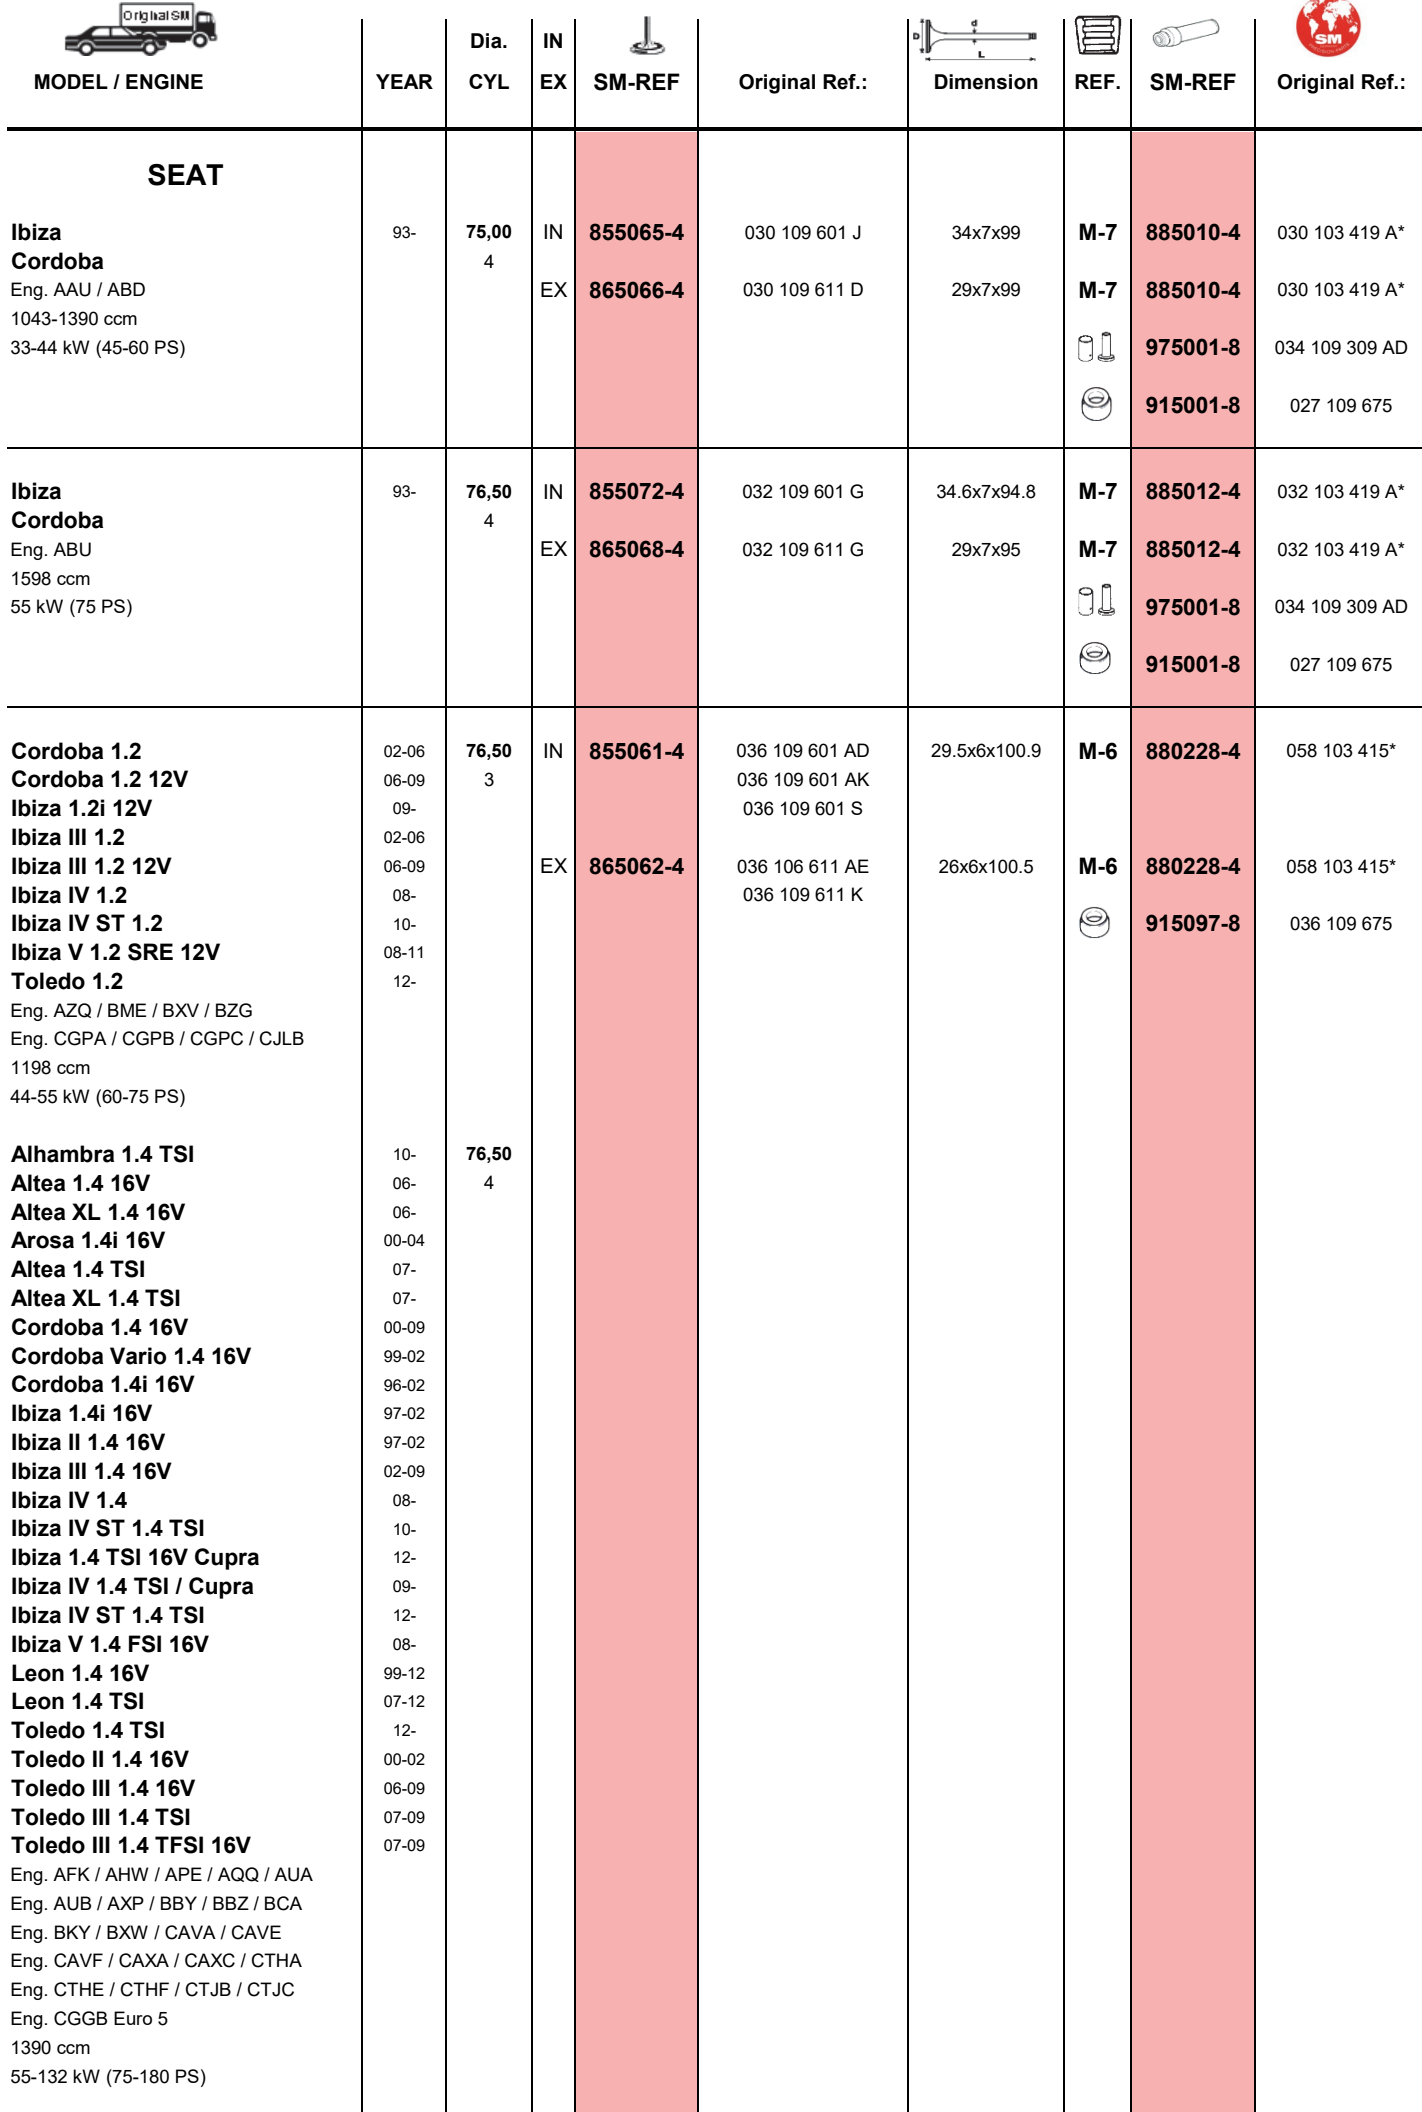 Original SM
Dia. IN
D d L SM
MODEL / ENGINE YEAR CYL EX SM-REF Original Ref.: Dimension REF. SM-REF Original Ref.:
SEAT
Ibiza 93- 75,00 IN 855065-4 030 109 601 J 34x7x99 M-7 885010-4 030 103 419 A*
Cordoba 4
Eng. AAU / ABD EX 865066-4 030 109 611 D 29x7x99 M-7 885010-4 030 103 419 A*
1043-1390 ccm
33-44 kW (45-60 PS) 975001-8 034 109 309 AD
915001-8 027 109 675
Ibiza 93- 76,50 IN 855072-4 032 109 601 G 34.6x7x94.8 M-7 885012-4 032 103 419 A*
Cordoba 4
Eng. ABU EX 865068-4 032 109 611 G 29x7x95 M-7 885012-4 032 103 419 A*
1598 ccm
55 kW (75 PS) 975001-8 034 109 309 AD
915001-8 027 109 675
Cordoba 1.2 02-06 76,50 IN 855061-4 036 109 601 AD 29.5x6x100.9 M-6 880228-4 058 103 415*
Cordoba 1.2 12V 06-09 3 036 109 601 AK
Ibiza 1.2i 12V 09- 036 109 601 S
Ibiza III 1.2 02-06
Ibiza III 1.2 12V 06-09 EX 865062-4 036 106 611 AE 26x6x100.5 M-6 880228-4 058 103 415*
Ibiza IV 1.2 08- 036 109 611 K
Ibiza IV ST 1.2 10- 915097-8 036 109 675
Ibiza V 1.2 SRE 12V 08-11
Toledo 1.2 12-
Eng. AZQ / BME / BXV / BZG
Eng. CGPA / CGPB / CGPC / CJLB
1198 ccm
44-55 kW (60-75 PS)
Alhambra 1.4 TSI 10- 76,50
Altea 1.4 16V 06- 4
Altea XL 1.4 16V 06-
Arosa 1.4i 16V 00-04
Altea 1.4 TSI 07-
Altea XL 1.4 TSI 07-
Cordoba 1.4 16V 00-09
Cordoba Vario 1.4 16V 99-02
Cordoba 1.4i 16V 96-02
Ibiza 1.4i 16V 97-02
Ibiza II 1.4 16V 97-02
Ibiza III 1.4 16V 02-09
Ibiza IV 1.4 08-
Ibiza IV ST 1.4 TSI 10-
Ibiza 1.4 TSI 16V Cupra 12-
Ibiza IV 1.4 TSI / Cupra 09-
Ibiza IV ST 1.4 TSI 12-
Ibiza V 1.4 FSI 16V 08-
Leon 1.4 16V 99-12
Leon 1.4 TSI 07-12
Toledo 1.4 TSI 12-
Toledo II 1.4 16V 00-02
Toledo III 1.4 16V 06-09
Toledo III 1.4 TSI 07-09
Toledo III 1.4 TFSI 16V 07-09
Eng. AFK / AHW / APE / AQQ / AUA
Eng. AUB / AXP / BBY / BBZ / BCA
Eng. BKY / BXW / CAVA / CAVE
Eng. CAVF / CAXA / CAXC / CTHA
Eng. CTHE / CTHF / CTJB / CTJC
Eng. CGGB Euro 5
1390 ccm
55-132 kW (75-180 PS)